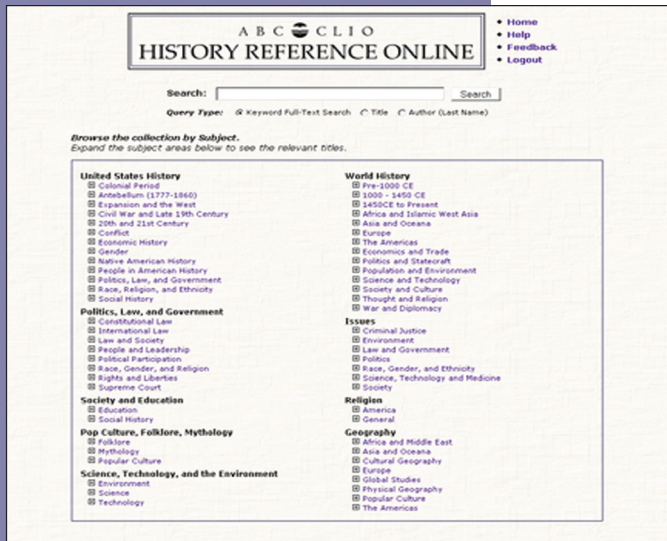 ABC CLIO
HISTORY REFERENCE ONLINE
• Home
• Help
• Feedback
• Logout
Search:
Search
Query Type: Keyword Full-Text Search Title Author (Last Name)
Browse the collection by Subject.
Expand the subject areas below to see the relevant titles.
United States History
Colonial Period
Antebellum (1777-1860)
Expansion and the West
Civil War and Late 19th Century
20th and 21st Century
Conflict
Economic History
Gender
Native American History
People in American History
Politics, Law, and Government
Race, Religion, and Ethnicity
Social History
Politics, Law, and Government
Constitutional Law
International Law
Law and Society
People and Leadership
Political Participation
Race, Gender, and Religion
Rights and Liberties
Supreme Court
Society and Education
Education
Social History
Pop Culture, Folklore, Mythology
Folklore
Mythology
Popular Culture
Science, Technology, and the Environment
Environment
Science
Technology
World History
Pre-1000 CE
1000 - 1450 CE
1450CE to Present
Africa and Islamic West Asia
Asia and Oceana
Europe
The Americas
Economics and Trade
Politics and Statecraft
Population and Environment
Science and Technology
Society and Culture
Thought and Religion
War and Diplomacy
Issues
Criminal Justice
Environment
Law and Government
Politics
Race, Gender, and Ethnicity
Science, Technology and Medicine
Society
Religion
America
General
Geography
Africa and Middle East
Asia and Oceana
Cultural Geography
Europe
Global Studies
Physical Geography
Popular Culture
The Americas